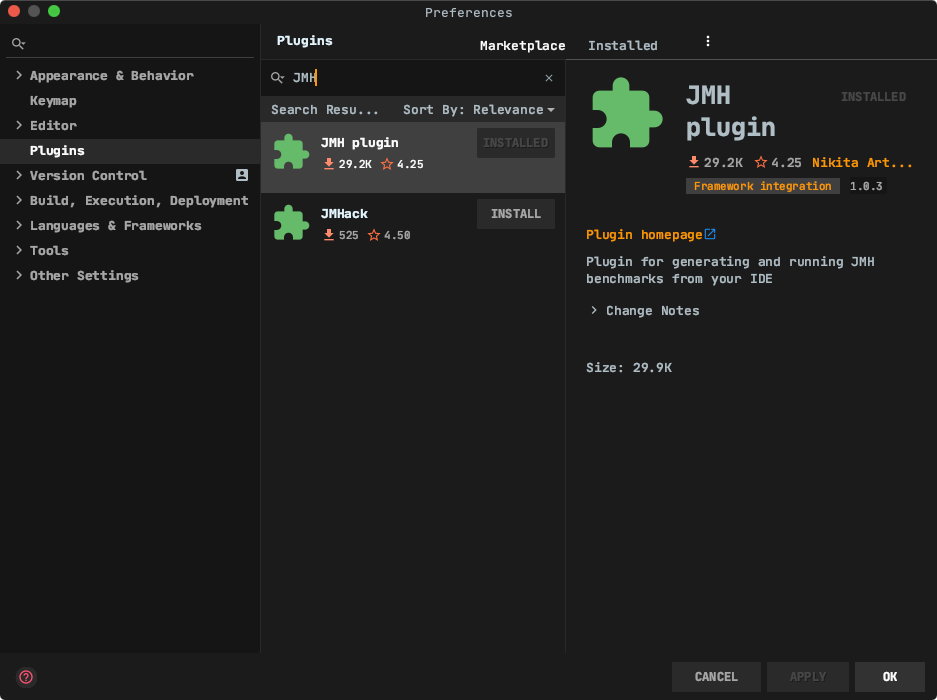 Preferences
Appearance & Behavior
Keymap
Editor
Plugins
Version Control
Build, Execution, Deployment
Languages & Frameworks
Tools
Other Settings
Plugins
Marketplace
Installed
JMH
Search Resu...
Sort By: Relevance
JMH plugin
INSTALLED
29.2K
4.25
JMHack
INSTALL
525
4.50
JMH
plugin
INSTALLED
29.2K
4.25
Nikita Art...
Framework integration
1.0.3
Plugin homepage
Plugin for generating and running JMH
benchmarks from your IDE
Change Notes
Size: 29.9K
?
CANCEL
APPLY
OK